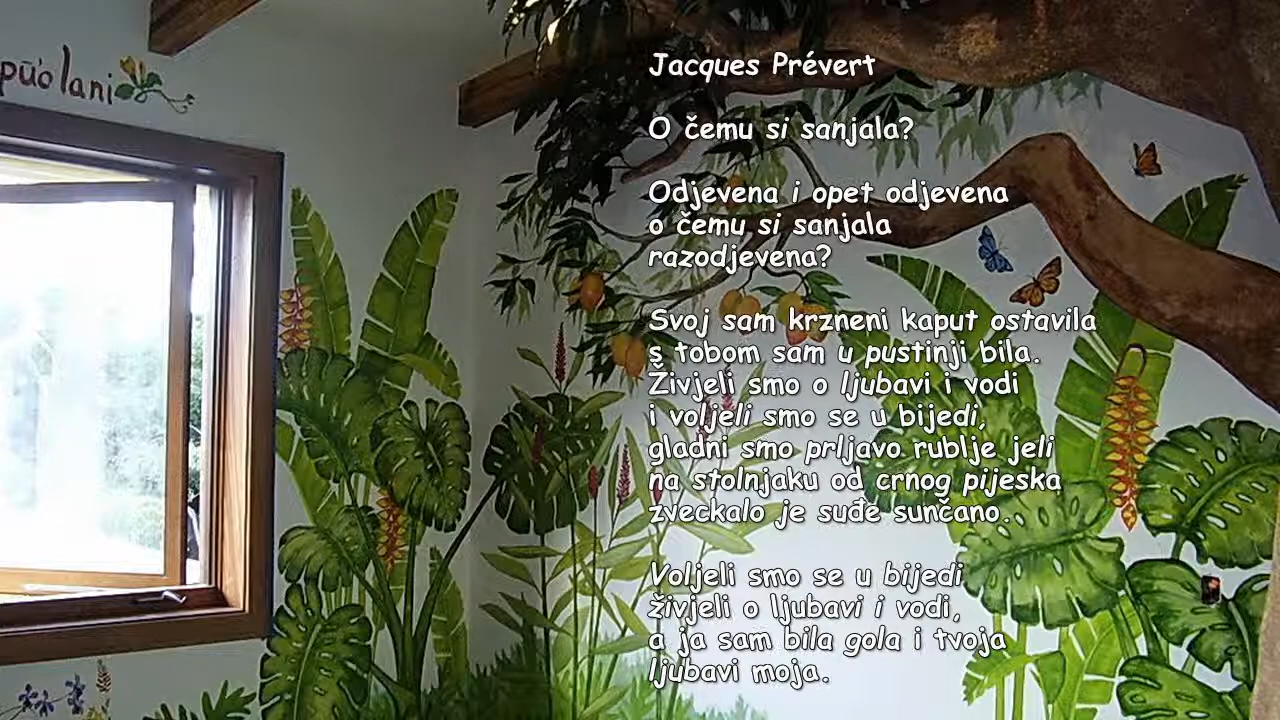 pū'olani
Jacques Prévert
O čemu si sanjala?
Odjevena i opet odjevena
o čemu si sanjala
razodjevena?
Svoj sam krzneni kaput ostavila
s tobom sam u pustinji bila.
Živjeli smo o ljubavi i vodi
i voljeli smo se u bijedi,
gladni smo prljavo rublje jeli
na stolnjaku od crnog pijeska
zveckalo je suđe sunčano.
Voljeli smo se u bijedi
živjeli o ljubavi i vodi,
a ja sam bila gola i tvoja
ljubavi moja.